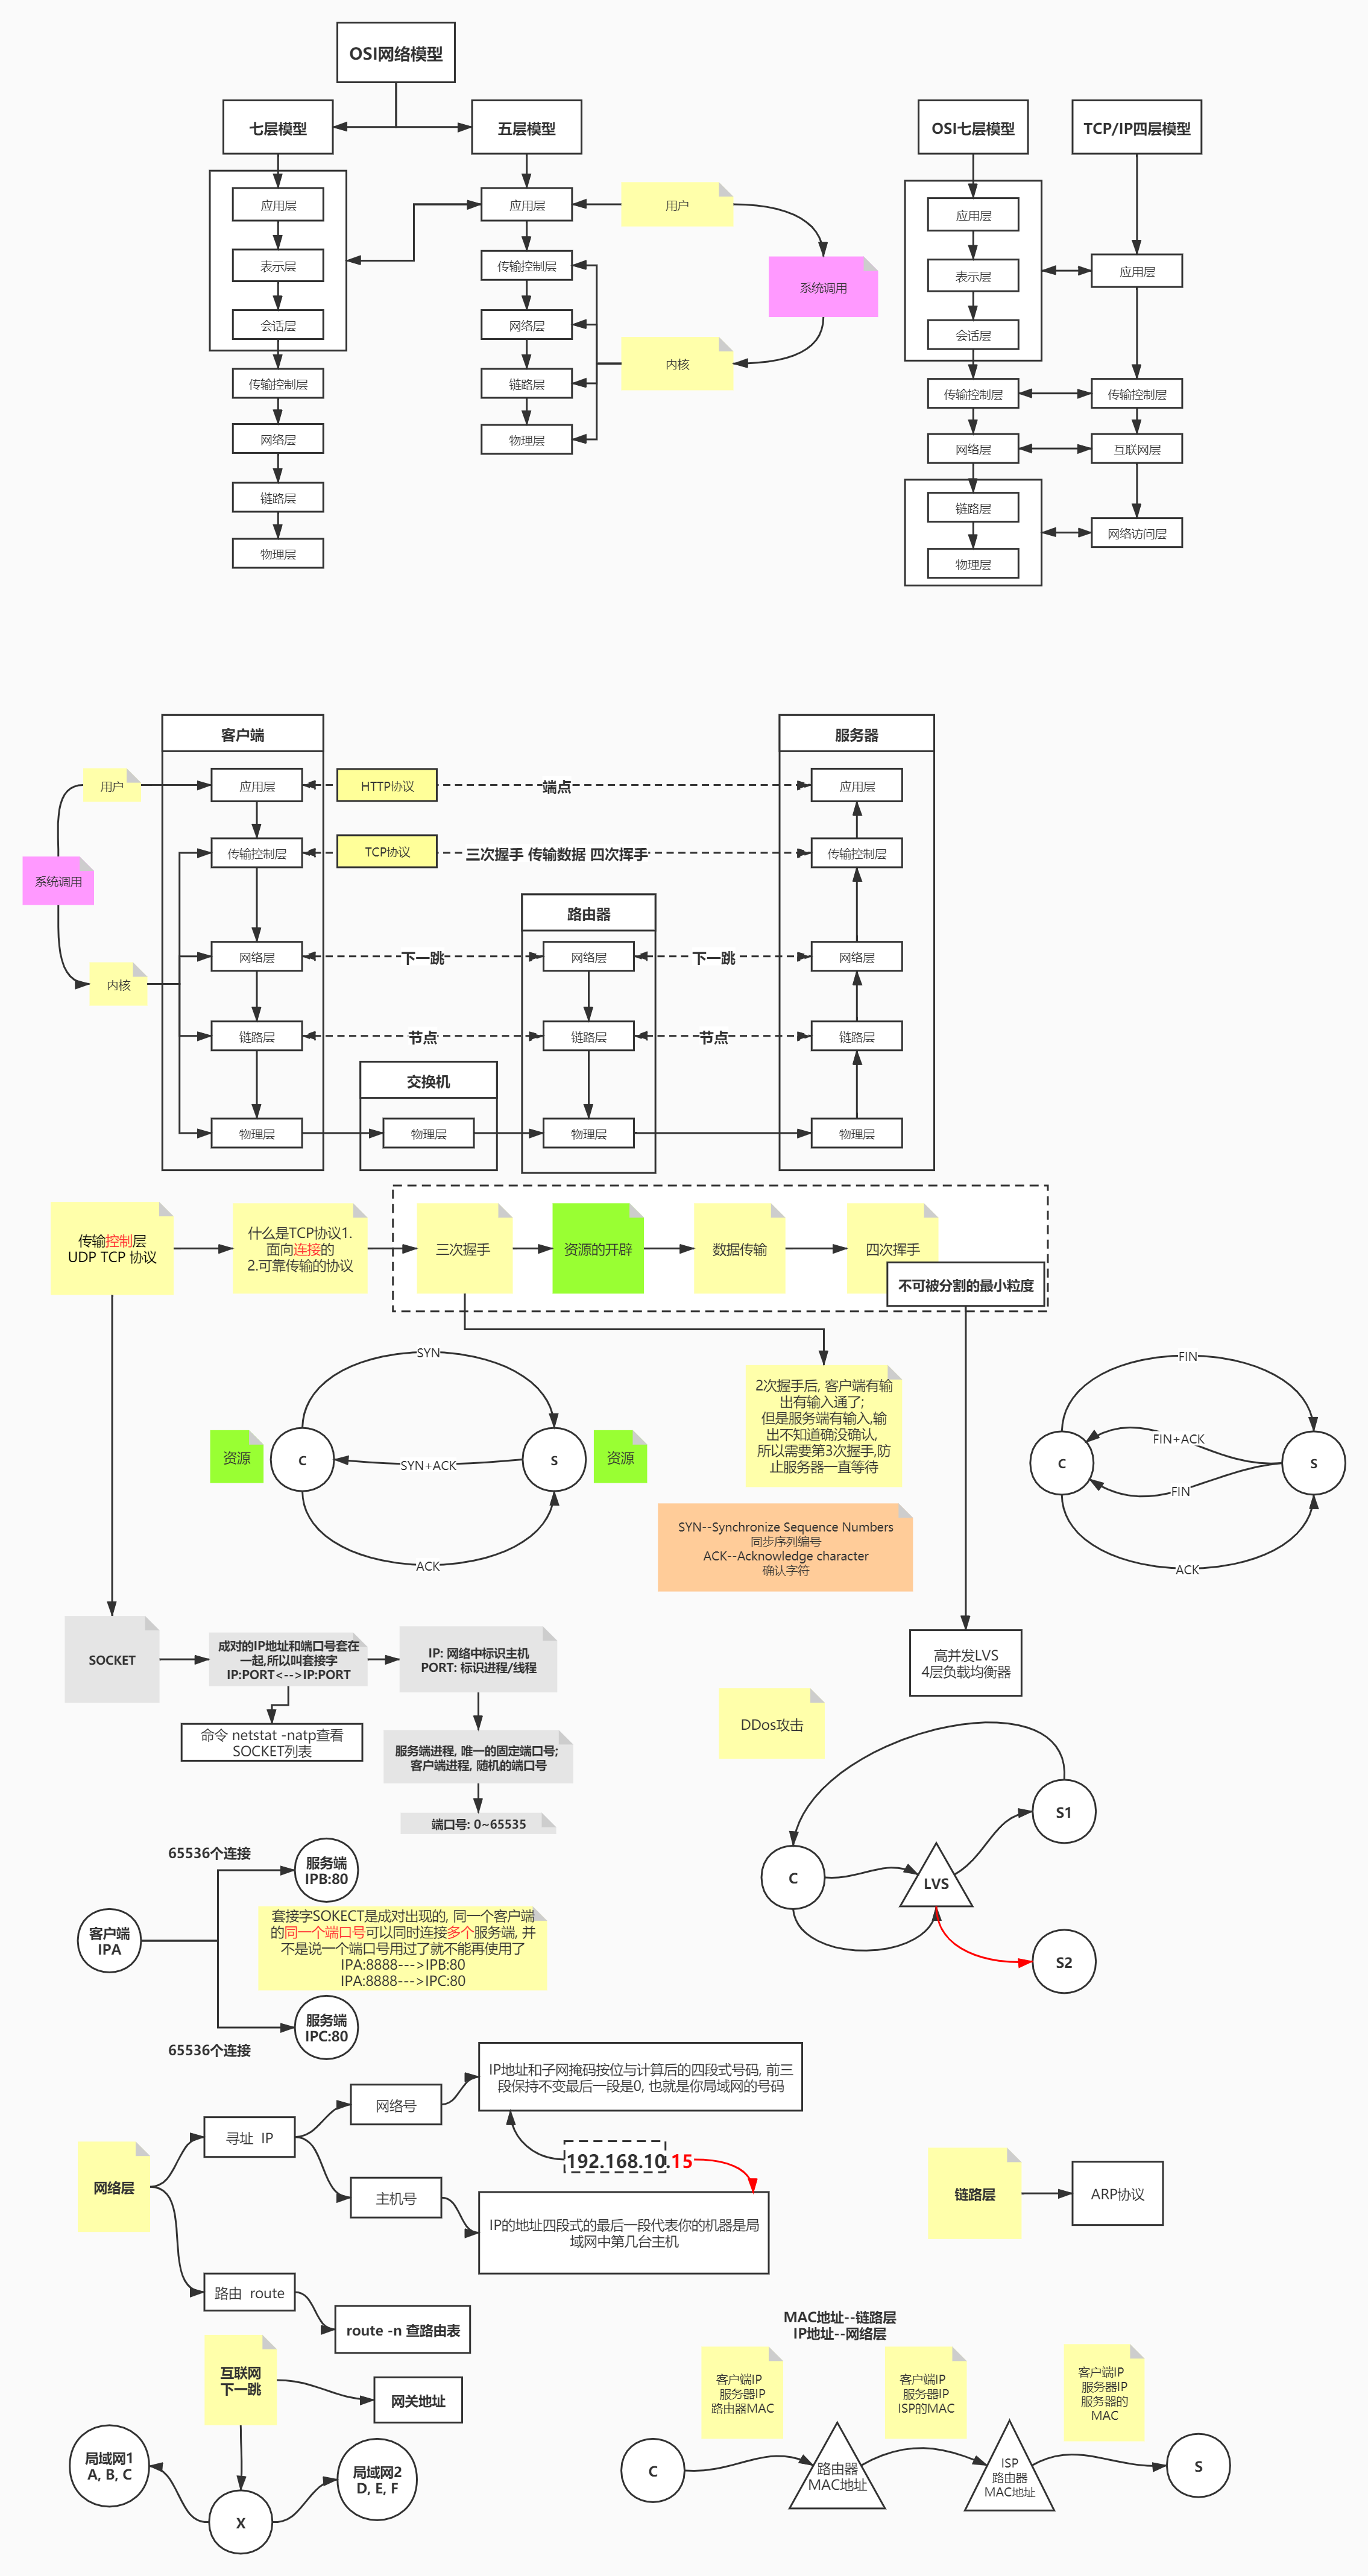 OSI网络模型
七层模型
五层模型
OSI七层模型
TCP/IP四层模型
应用层
表示层
会话层
传输控制层
网络层
链路层
物理层
应用层
传输控制层
网络层
链路层
物理层
用户
系统调用
内核
应用层
表示层
会话层
传输控制层
网络层
链路层
物理层
应用层
传输控制层
互联网层
网络访问层
用户
系统调用
内核
客户端
应用层
传输控制层
网络层
链路层
物理层
HTTP协议
端点
TCP协议
三次握手 传输数据 四次挥手
下一跳
下一跳
节点
节点
交换机
物理层
路由器
网络层
链路层
物理层
服务器
应用层
传输控制层
网络层
链路层
物理层
传输控制层
UDP TCP 协议
什么是TCP协议1.
面向连接的
2.可靠传输的协议
三次握手
资源的开辟
数据传输
四次挥手
不可被分割的最小粒度
SYN
资源
C
SYN+ACK
S
资源
ACK
2次握手后, 客户端有输
出有输入通了;
但是服务端有输入,输
出不知道确没确认,
所以需要第3次握手,防
止服务器一直等待
SYN--Synchronize Sequence Numbers
同步序列编号
ACK--Acknowledge character
确认字符
FIN
C
FIN+ACK
FIN
S
ACK
SOCKET
成对的IP地址和端口号套在
一起,所以叫套接字
IP:PORT<-->IP:PORT
IP: 网络中标识主机
PORT: 标识进程/线程
命令 netstat -natp查看
SOCKET列表
服务端进程, 唯一的固定端口号;
客户端进程, 随机的端口号
端口号: 0~65535
高并发LVS
4层负载均衡器
DDos攻击
C
LVS
S1
S2
65536个连接
服务端
IPB:80
客户端
IPA
套接字SOKECT是成对出现的, 同一个客户端
的同一个端口号可以同时连接多个服务端, 并
不是说一个端口号用过了就不能再使用了
IPA:8888--->IPB:80
IPA:8888--->IPC:80
服务端
IPC:80
65536个连接
网络层
寻址 IP
网络号
IP地址和子网掩码按位与计算后的四段式号码, 前三
段保持不变最后一段是0, 也就是你局域网的号码
192.168.10.15
主机号
IP的地址四段式的最后一段代表你的机器是局
域网中第几台主机
路由 route
route -n 查路由表
链路层
ARP协议
互联网
下一跳
网关地址
局域网1
A, B, C
X
局域网2
D, E, F
MAC地址--链路层
IP地址--网络层
客户端IP
服务器IP
路由器MAC
客户端IP
服务器IP
ISP的MAC
客户端IP
服务器IP
服务器的
MAC
C
路由器
MAC地址
ISP
路由器
MAC地址
S